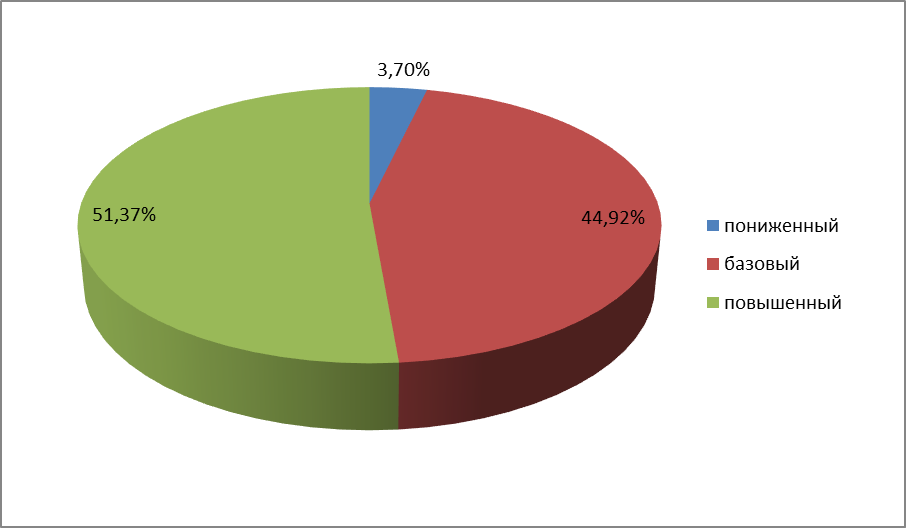 3,70%
51,37%
44,92%
пониженный
базовый
повышенный